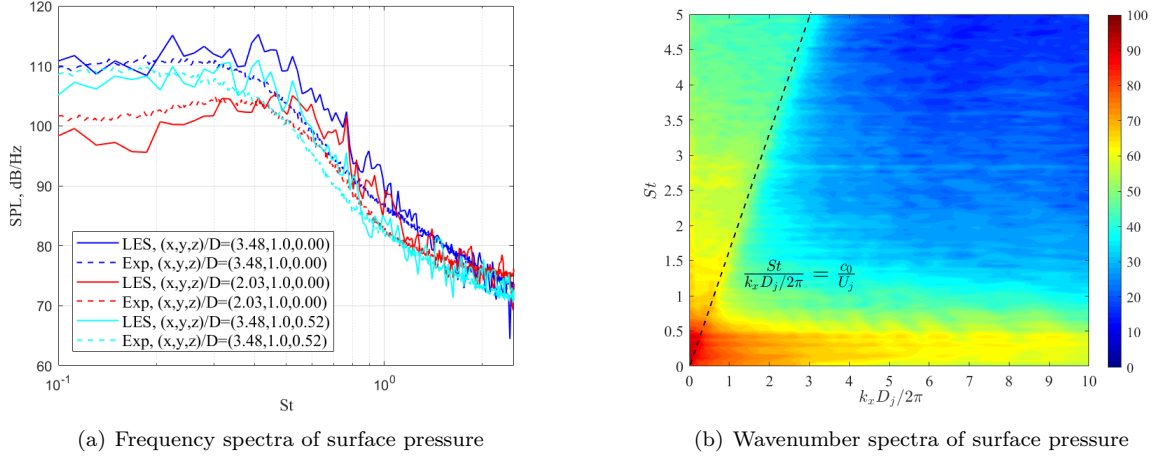 120
110
100
90
80
70
60
SPL, dB/Hz
LES, (x,y,z)/D=(3.48,1.0,0.00)
Exp, (x,y,z)/D=(3.48,1.0,0.00)
LES, (x,y,z)/D=(2.03,1.0,0.00)
Exp, (x,y,z)/D=(2.03,1.0,0.00)
LES, (x,y,z)/D=(3.48,1.0,0.52)
Exp, (x,y,z)/D=(3.48,1.0,0.52)
10^-1 10^0
St
(a) Frequency spectra of surface pressure
5
4.5
4
3.5
3
2.5
2
1.5
1
0.5
0
St
St / k_xD_j/2π = c_0 / U_j
0 1 2 3 4 5 6 7 8 9 10
k_xD_j/2π
100
90
80
70
60
50
40
30
20
10
0
(b) Wavenumber spectra of surface pressure